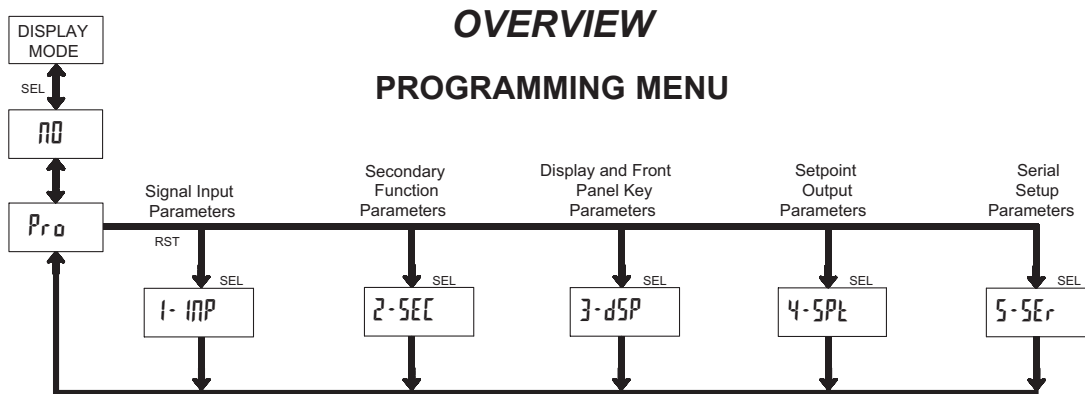 OVERVIEW
PROGRAMMING MENU
DISPLAY
MODE
SEL
NO
Pro
RST
Signal Input
Parameters
SEL
1-INP
Secondary
Function
Parameters
SEL
2-SEC
Display and Front
Panel Key
Parameters
SEL
3-dSP
Setpoint
Output
Parameters
SEL
4-SPt
Serial
Setup
Parameters
SEL
5-SEr